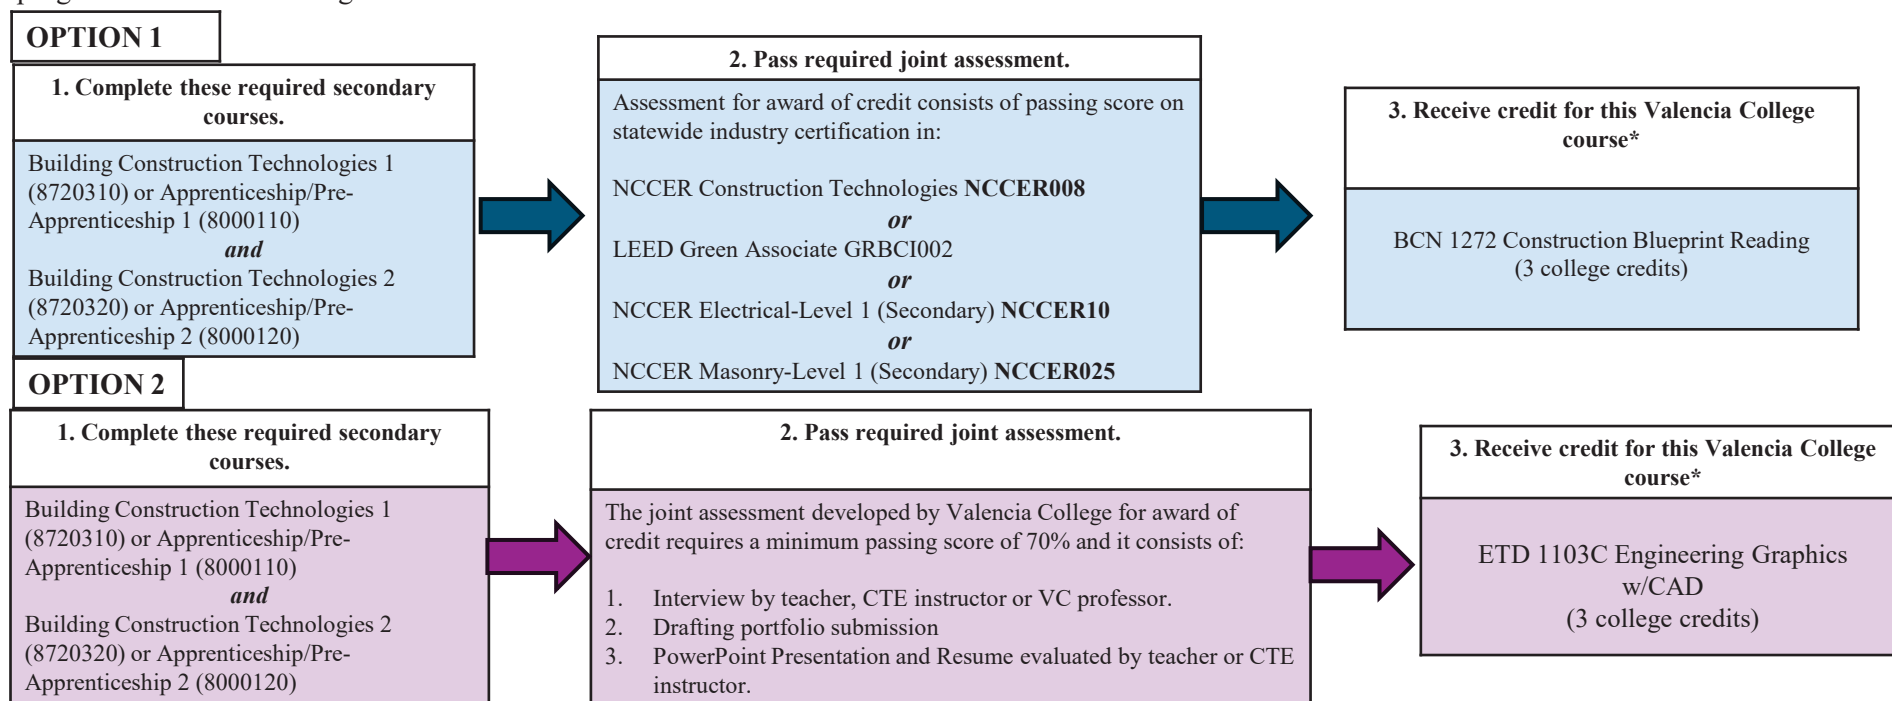 OPTION 1
1. Complete these required secondary
courses.
Building Construction Technologies 1
(8720310) or Apprenticeship/Pre-
Apprenticeship 1 (8000110)
and
Building Construction Technologies 2
(8720320) or Apprenticeship/Pre-
Apprenticeship 2 (8000120)
2. Pass required joint assessment.
Assessment for award of credit consists of passing score on
statewide industry certification in:
NCCER Construction Technologies NCCER008
or
LEED Green Associate GRBCI002
or
NCCER Electrical-Level 1 (Secondary) NCCER10
or
NCCER Masonry-Level 1 (Secondary) NCCER025
3. Receive credit for this Valencia College
course*
BCN 1272 Construction Blueprint Reading
(3 college credits)
OPTION 2
1. Complete these required secondary
courses.
Building Construction Technologies 1
(8720310) or Apprenticeship/Pre-
Apprenticeship 1 (8000110)
and
Building Construction Technologies 2
(8720320) or Apprenticeship/Pre-
Apprenticeship 2 (8000120)
2. Pass required joint assessment.
The joint assessment developed by Valencia College for award of
credit requires a minimum passing score of 70% and it consists of:
1. Interview by teacher, CTE instructor or VC professor.
2. Drafting portfolio submission
3. PowerPoint Presentation and Resume evaluated by teacher or CTE
instructor.
3. Receive credit for this Valencia College
course*
ETD 1103C Engineering Graphics
w/CAD
(3 college credits)